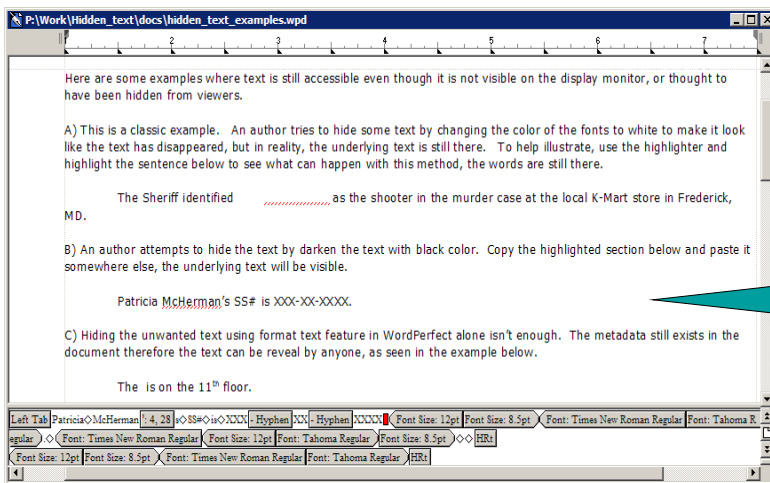 P:\Work\Hidden_text\docs\hidden_text_examples.wpd
1 2 3 4 5 6 7
Here are some examples where text is still accessible even though it is not visible on the display monitor, or thought to
have been hidden from viewers.
A) This is a classic example. An author tries to hide some text by changing the color of the fonts to white to make it look
like the text has disappeared, but in reality, the underlying text is still there. To help illustrate, use the highlighter and
highlight the sentence below to see what can happen with this method, the words are still there.
The Sheriff identified as the shooter in the murder case at the local K-Mart store in Frederick,
MD.
B) An author attempts to hide the text by darken the text with black color. Copy the highlighted section below and paste it
somewhere else, the underlying text will be visible.
Patricia McHerman's SS# is XXX-XX-XXXX.
C) Hiding the unwanted text using format text feature in WordPerfect alone isn't enough. The metadata still exists in the
document therefore the text can be reveal by anyone, as seen in the example below.
The is on the 11th floor.
Left Tab Patricia◇McHerman ': 4, 28 s◇SS#◇is◇XXX - Hyphen XX - Hyphen XXXX Font Size: 12pt Font Size: 8.5pt Font: Times New Roman Regular Font: Tahoma R
egular .◇ Font: Times New Roman Regular Font Size: 12pt Font: Tahoma Regular Font Size: 8.5pt ◇◇ HRt
Font Size: 12pt Font Size: 8.5pt Font: Times New Roman Regular Font: Tahoma Regular HRt